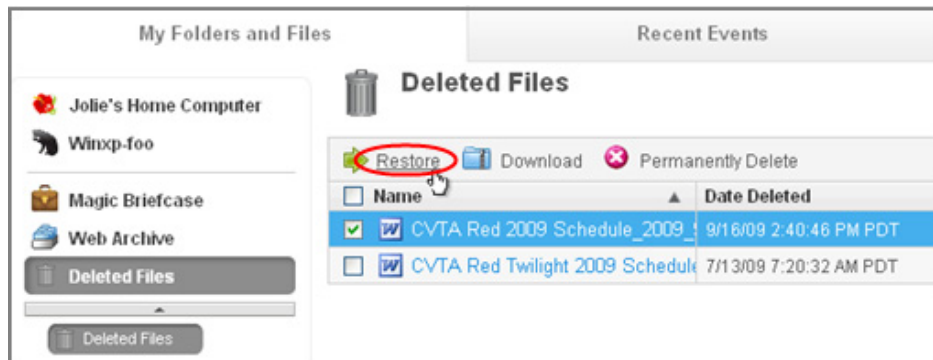 My Folders and Files
Recent Events
Jolie's Home Computer
Winxp-foo
Magic Briefcase
Web Archive
Deleted Files
Deleted Files
Deleted Files
Restore Download Permanently Delete
Name Date Deleted
CVTA Red 2009 Schedule_2009_ 9/16/09 2:40:46 PM PDT
CVTA Red Twilight 2009 Schedule 7/13/09 7:20:32 AM PDT